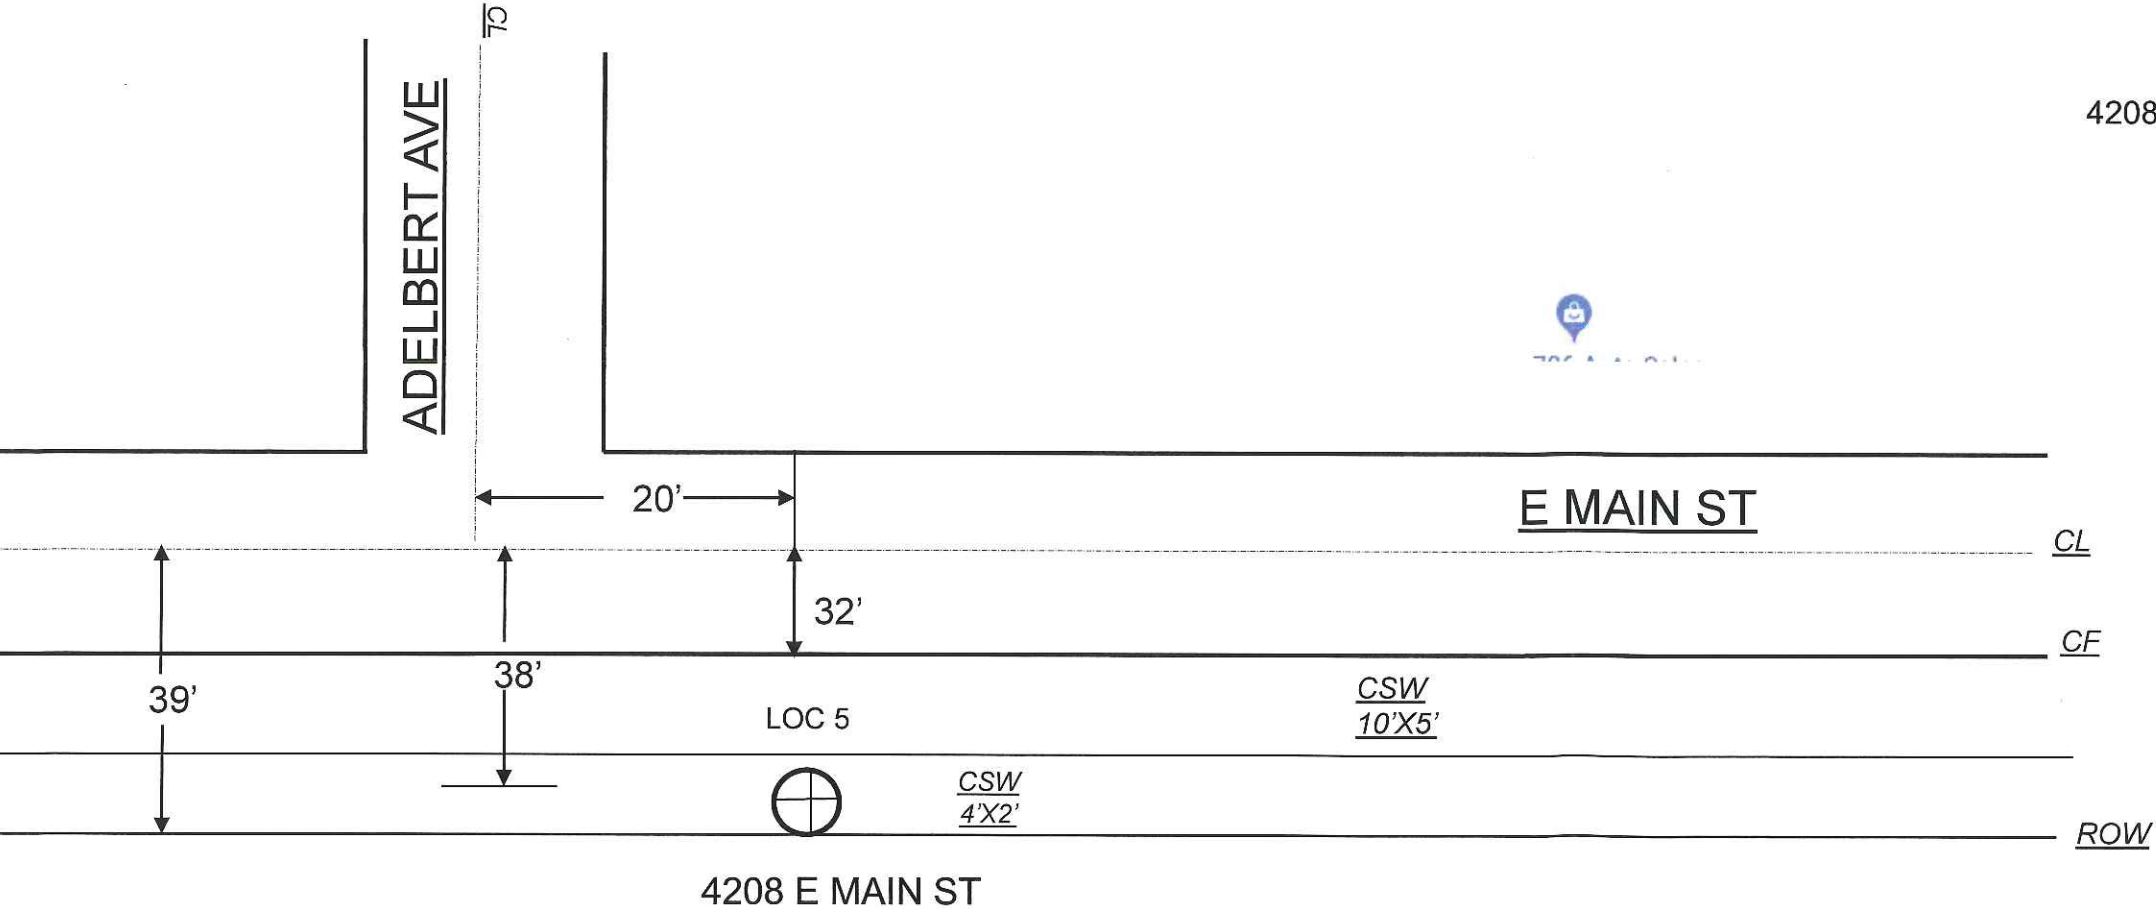 CL
ADELBERT AVE
4208
20’
E MAIN ST
CL
32’
CF
38’
39’
CSW
10’X5’
LOC 5
CSW
4’X2’
ROW
4208 E MAIN ST